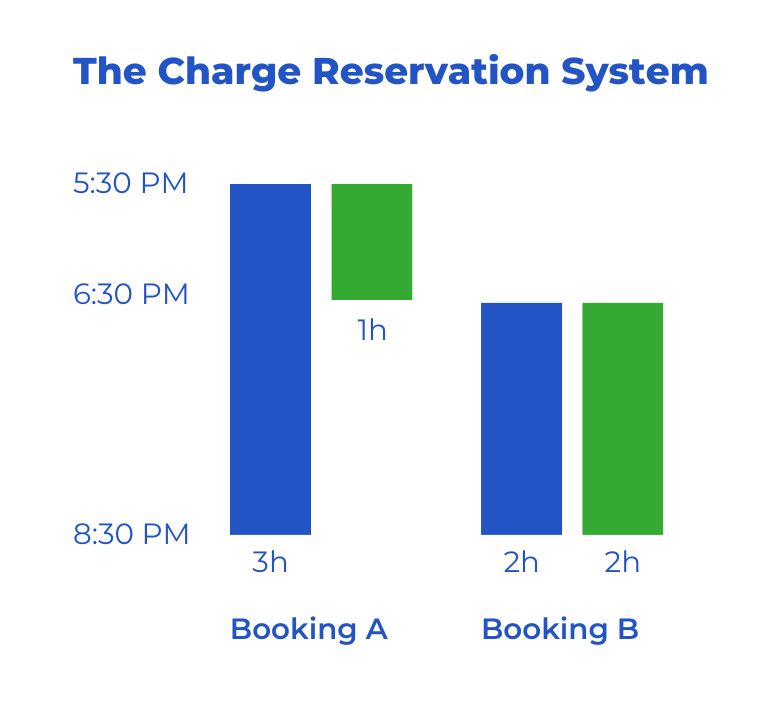 The Charge Reservation System
5:30 PM
6:30 PM
1h
8:30 PM
3h
2h
2h
Booking A
Booking B